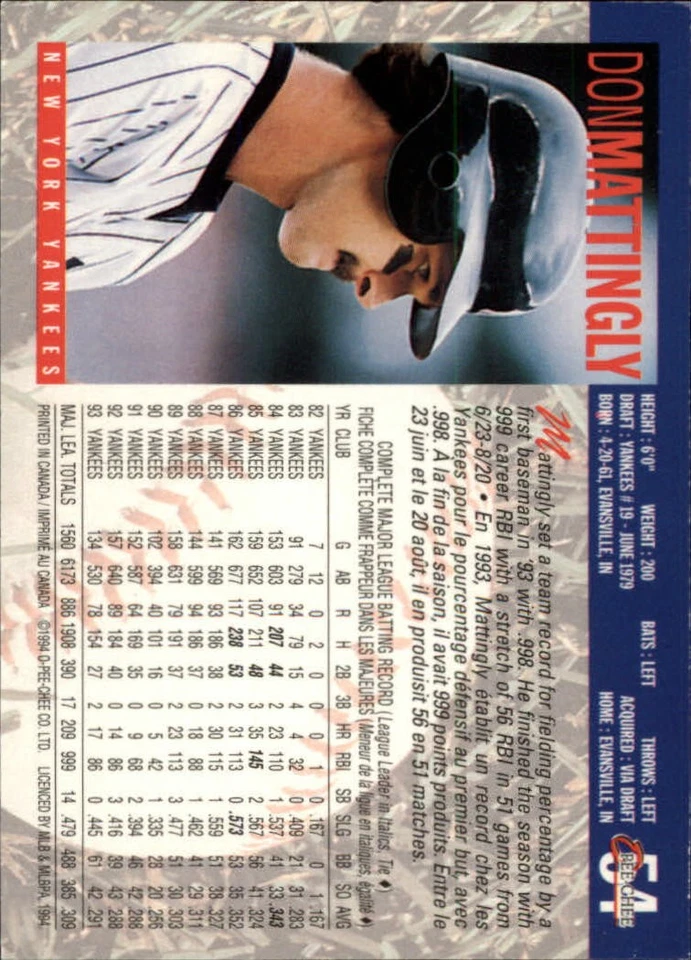 54
O-PEE-CHEE
HEIGHT : 6'0" WEIGHT : 200 BATS : LEFT THROWS : LEFT
DRAFT : YANKEES # 19 - JUNE 1979 ACQUIRED : VIA DRAFT
BORN : 4-20-61, EVANSVILLE, IN HOME : EVANSVILLE, IN
DON MATTINGLY
NEW YORK YANKEES
Mattingly set a team record for fielding percentage by a
first baseman in '93 with .998. He finished the season with
999 career RBI with a stretch of 56 RBI in 51 games from
6/23-8/20 • En 1993, Mattingly établit un record chez les
Yankees pour le pourcentage défensif au premier but, avec
.998. À la fin de la saison, il avait 999 points produits. Entre le
23 juin et le 20 août, il en produisit 56 en 51 matches.
COMPLETE MAJOR LEAGUE BATTING RECORD (League Leader in Italics, Tie ♦)
FICHE COMPLÈTE COMME FRAPPEUR DANS LES MAJEURES (Meneur de la ligue en italiques, égalité ♦)
YR CLUB G AB R H 2B 3B HR RBI SB SLG BB SO AVG
82 YANKEES 7 12 0 2 0 0 0 1 0 .167 0 1 .167
83 YANKEES 91 279 34 79 15 4 4 32 0 .409 21 31 .283
84 YANKEES 153 603 91 207 44 2 23 110 1 .537 41 33 .343
85 YANKEES 159 652 107 211 48 3 35 145 2 .567 56 41 .324
86 YANKEES 162 677 117 238 53 2 31 113 0 .573 53 35 .352
87 YANKEES 141 569 93 186 38 2 30 115 1 .559 51 38 .327
88 YANKEES 144 599 94 186 37 0 18 88 1 .462 41 29 .311
89 YANKEES 158 631 79 191 37 2 23 113 3 .477 51 30 .303
90 YANKEES 102 394 40 101 16 0 5 42 1 .335 28 20 .256
91 YANKEES 152 587 64 169 35 0 9 68 2 .394 46 42 .288
92 YANKEES 157 640 89 184 40 0 14 86 3 .416 39 43 .288
93 YANKEES 134 530 78 154 27 2 17 86 0 .445 61 42 .291
MAJ. LEA. TOTALS 1560 6173 886 1908 390 17 209 999 14 .479 488 385 .309
PRINTED IN CANADA / IMPRIMÉ AU CANADA ©1994 O-PEE-CHEE CO. LTD. LICENCED BY MLB & MLBPA, 1994